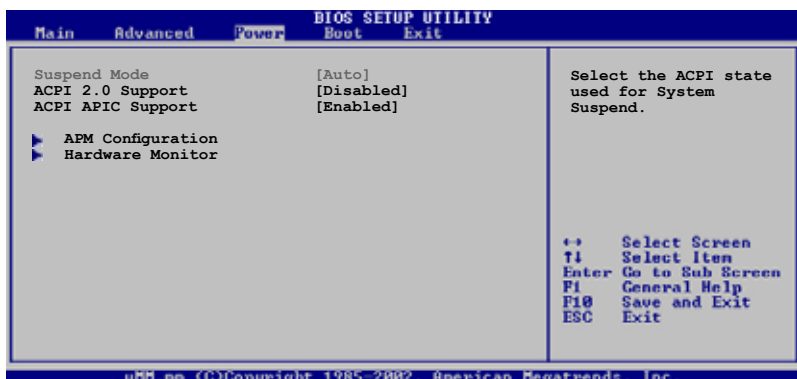 BIOS SETUP UTILITY
Main Advanced Power Boot Exit
Suspend Mode [Auto]
ACPI 2.0 Support [Disabled]
ACPI APIC Support [Enabled]
APM Configuration
Hardware Monitor
Select the ACPI state
used for System
Suspend.
↔ Select Screen
↑↓ Select Item
Enter Go to Sub Screen
F1 General Help
F10 Save and Exit
ESC Exit
(C)Copyright 1985-2002 American Megatrends Inc